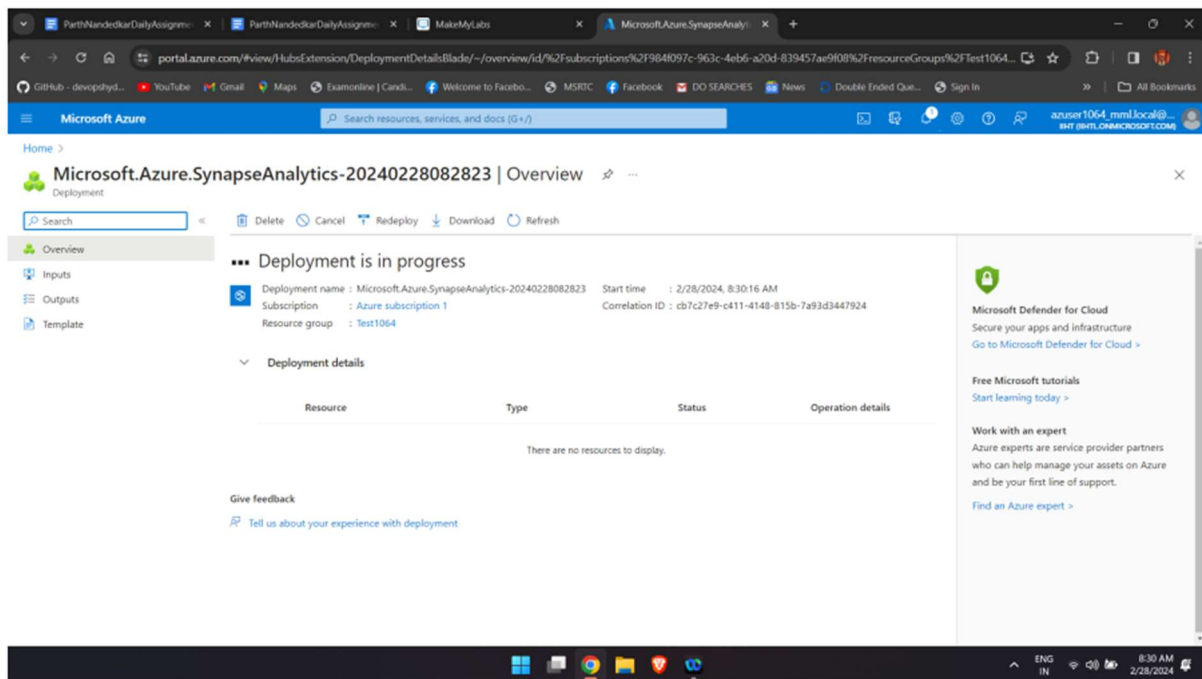 ParthNandedkarDailyAssignme
ParthNandedkarDailyAssignme
MakeMyLabs
Microsoft.Azure.SynapseAnalyti
portal.azure.com/#view/HubsExtension/DeploymentDetailsBlade/~/overview/id/%2Fsubscriptions%2F984f097c-963c-4eb6-a20d-839457ae9f08%2FresourceGroups%2FTest1064...
GitHub - devopshyd...
YouTube
Gmail
Maps
Examonline | Candi...
Welcome to Facebo...
MSRTC
Facebook
DO SEARCHES
News
Double Ended Que...
Sign In
»
All Bookmarks
Microsoft Azure
Search resources, services, and docs (G+/)
1
azuser1064_mml.local@...
BHT (BHTL.ONMICROSOFT.COM)
Home >
Microsoft.Azure.SynapseAnalytics-20240228082823 | Overview
Deployment
Search
«
Delete
Cancel
Redeploy
Download
Refresh
Overview
Inputs
Outputs
Template
Deployment is in progress
Deployment name : Microsoft.Azure.SynapseAnalytics-20240228082823
Subscription : Azure subscription 1
Resource group : Test1064
Start time : 2/28/2024, 8:30:16 AM
Correlation ID : cb7c27e9-c411-4148-815b-7a93d3447924
Deployment details
Resource Type Status Operation details
There are no resources to display.
Give feedback
Tell us about your experience with deployment
Microsoft Defender for Cloud
Secure your apps and infrastructure
Go to Microsoft Defender for Cloud >
Free Microsoft tutorials
Start learning today >
Work with an expert
Azure experts are service provider partners
who can help manage your assets on Azure
and be your first line of support.
Find an Azure expert >
ENG
IN
8:30 AM
2/28/2024